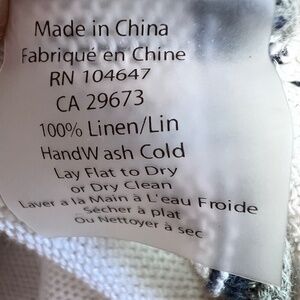 Made in China
Fabriqué en Chine
RN 104647
CA 29673
100% Linen/Lin
HandWash Cold
Lay Flat to Dry
or Dry Clean
Laver a la Main à L'eau Froide
Sècher à plat
Ou Nettoyer à sec